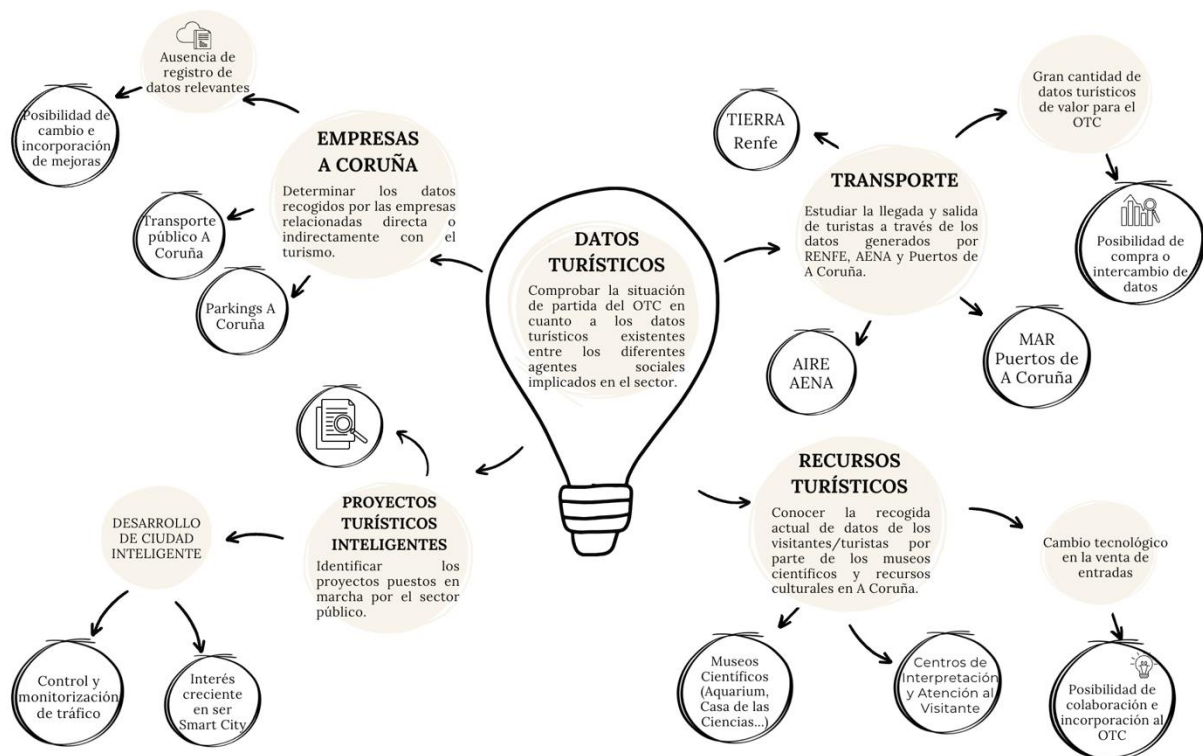 Ausencia de
registro de
datos relevantes
Posibilidad de
cambio e
incorporación
de mejoras
EMPRESAS
A CORUÑA
Determinar los datos
recogidos por las empresas
relacionadas directa o
indirectamente con el
turismo.
Transporte
público A
Coruña
Parkings A
Coruña
DATOS
TURÍSTICOS
Comprobar la situación
de partida del OTC en
cuanto a los datos
turísticos existentes
entre los diferentes
agentes sociales
implicados en el sector.
TIERRA
Renfe
TRANSPORTE
Estudiar la llegada y salida
de turistas a través de los
datos generados por
RENFE, AENA y Puertos de
A Coruña.
Gran cantidad de
datos turísticos
de valor para el
OTC
Posibilidad de
compra o
intercambio de
datos
AIRE
AENA
MAR
Puertos de
A Coruña
PROYECTOS
TURÍSTICOS
INTELIGENTES
Identificar los
proyectos puestos en
marcha por el sector
público.
DESARROLLO
DE CIUDAD
INTELIGENTE
Control y
monitorización
de tráfico
Interés
creciente
en ser
Smart City
RECURSOS
TURÍSTICOS
Conocer la recogida
actual de datos de los
visitantes/turistas por
parte de los museos
científicos y recursos
culturales en A Coruña.
Cambio tecnológico
en la venta de
entradas
Museos
Científicos
(Aquarium,
Casa de las
Ciencias...)
Centros de
Interpretación
y Atención al
Visitante
Posibilidad de
colaboración e
incorporación al
OTC